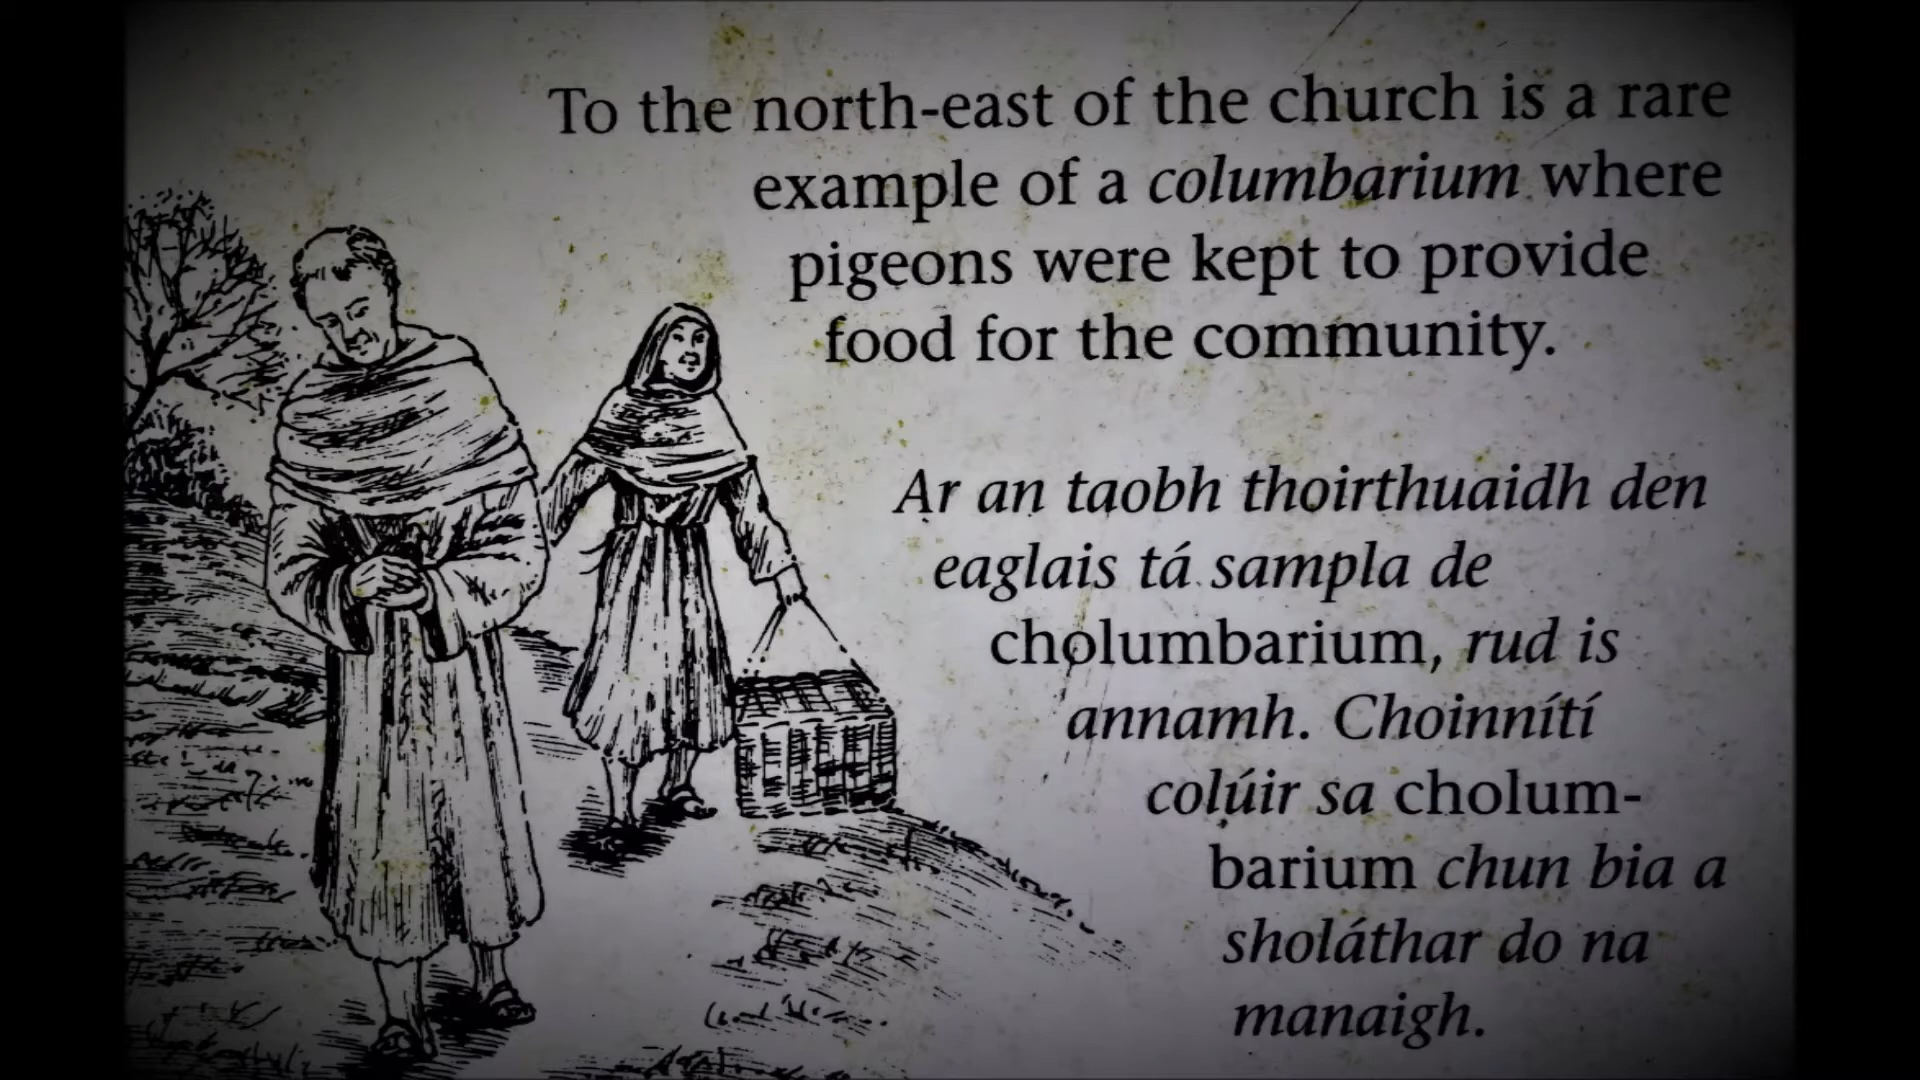 To the north-east of the church is a rare
example of a columbarium where
pigeons were kept to provide
food for the community.
Ar an taobh thoirthuaidh den
eaglais tá sampla de
cholumbarium, rud is
annamh. Choinnítí
colúir sa cholum-
barium chun bia a
sholáthar do na
manaigh.